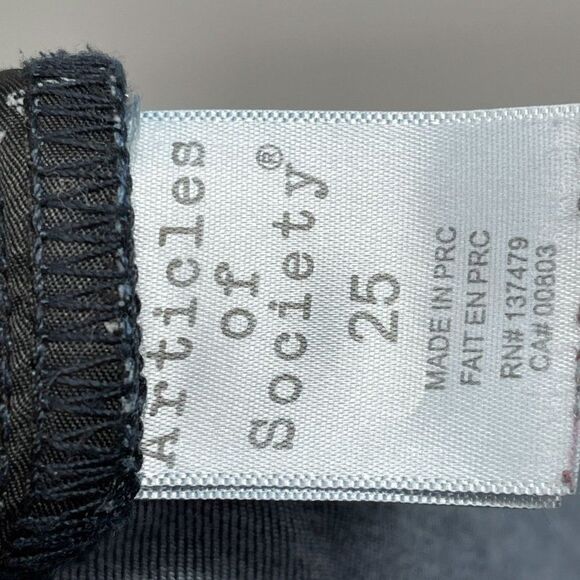 Articles
of
Society®
25
MADE IN PRC
FAIT EN PRC
RN# 137479
CA# 00803